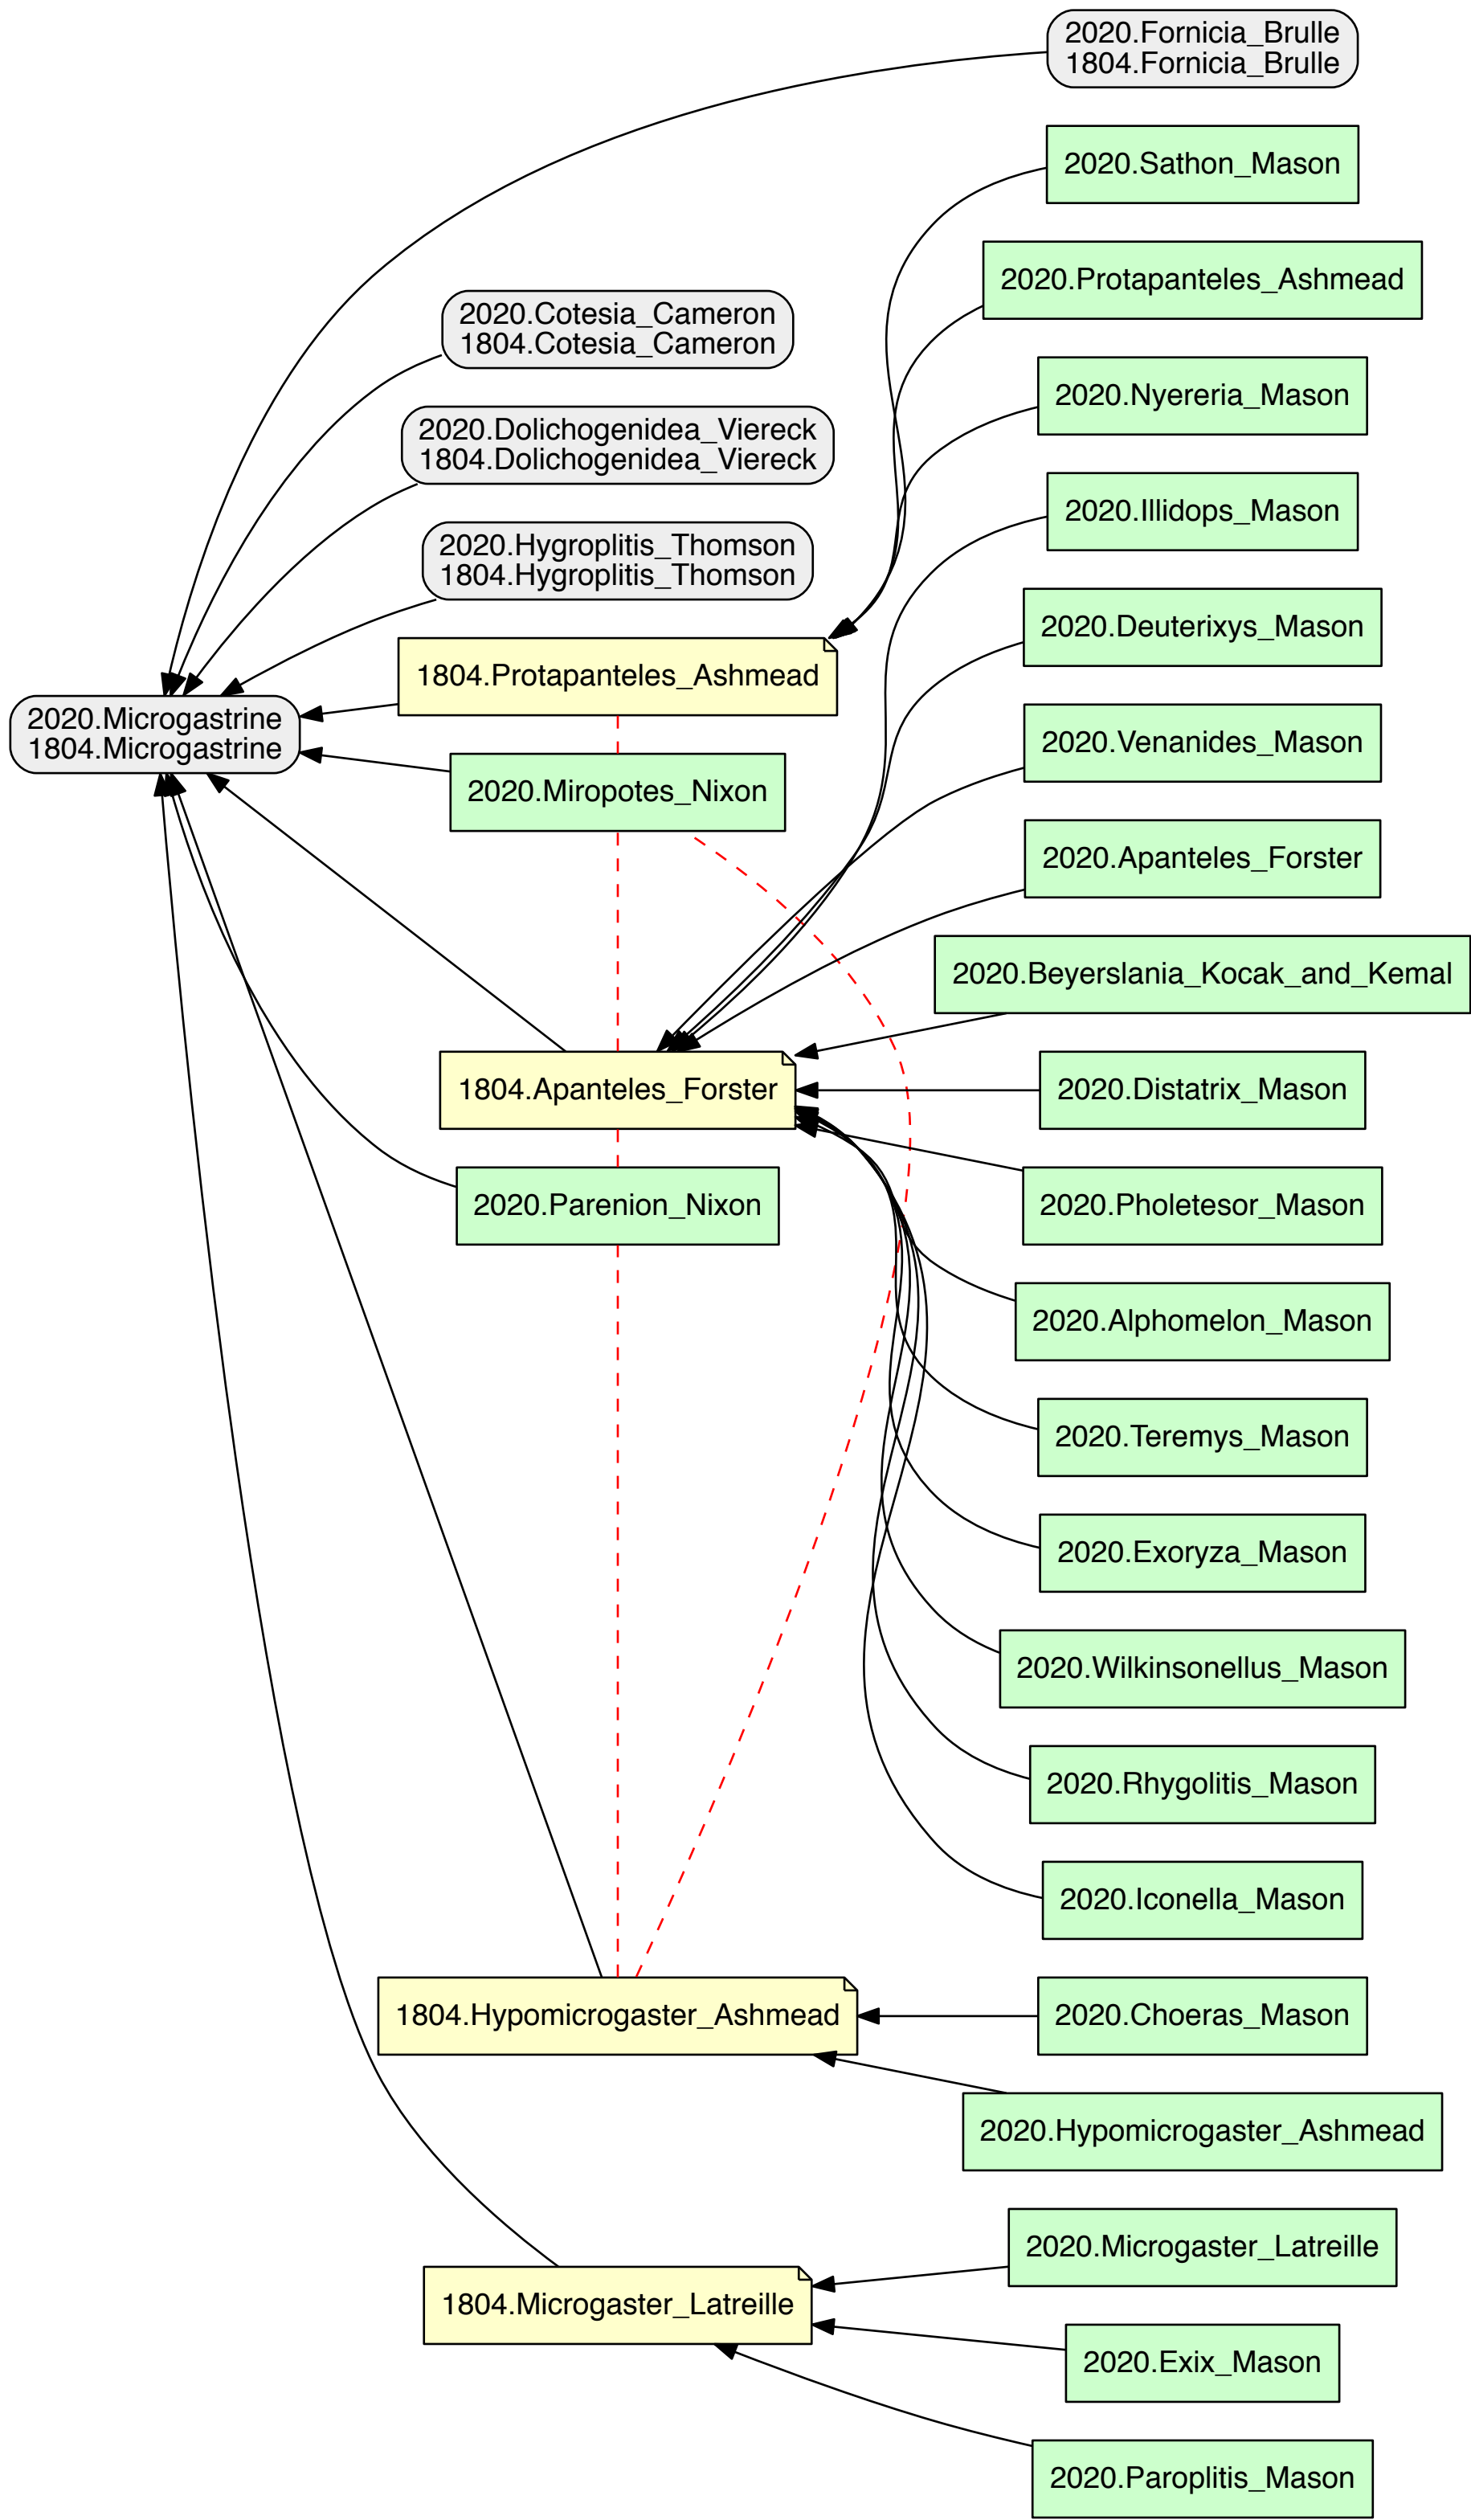 2020.Fornicia_Brulle
1804.Fornicia_Brulle
2020.Sathon_Mason
2020.Protapanteles_Ashmead
2020.Cotesia_Cameron
1804.Cotesia_Cameron
2020.Nyereria_Mason
2020.Dolichogenidea_Viereck
1804.Dolichogenidea_Viereck
2020.Illidops_Mason
2020.Hygroplitis_Thomson
1804.Hygroplitis_Thomson
2020.Deuterixys_Mason
1804.Protapanteles_Ashmead
2020.Microgastrine
1804.Microgastrine
2020.Venanides_Mason
2020.Miropotes_Nixon
2020.Apanteles_Forster
2020.Beyerslania_Kocak_and_Kemal
1804.Apanteles_Forster
2020.Distatrix_Mason
2020.Parenion_Nixon
2020.Pholetesor_Mason
2020.Alphomelon_Mason
2020.Teremys_Mason
2020.Exoryza_Mason
2020.Wilkinsonellus_Mason
2020.Rhygolitis_Mason
2020.Iconella_Mason
1804.Hypomicrogaster_Ashmead
2020.Choeras_Mason
2020.Hypomicrogaster_Ashmead
2020.Microgaster_Latreille
1804.Microgaster_Latreille
2020.Exix_Mason
2020.Paroplitis_Mason